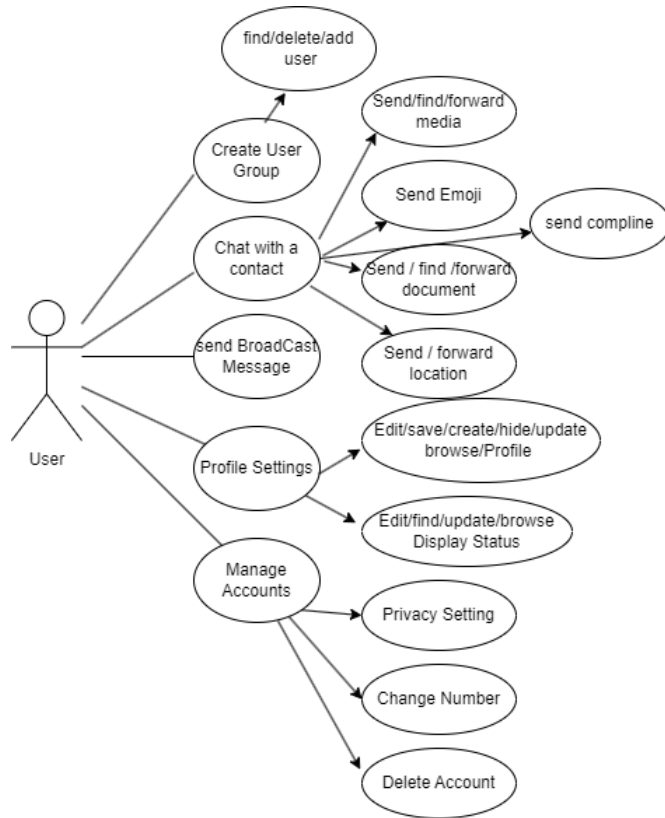 find/delete/add
user
Send/find/forward
media
Create User
Group
Send Emoji
send compline
Chat with a
contact
Send / find /forward
document
send BroadCast
Message
Send / forward
location
User
Edit/save/create/hide/update
browse/Profile
Profile Settings
Edit/find/update/browse
Display Status
Manage
Accounts
Privacy Setting
Change Number
Delete Account